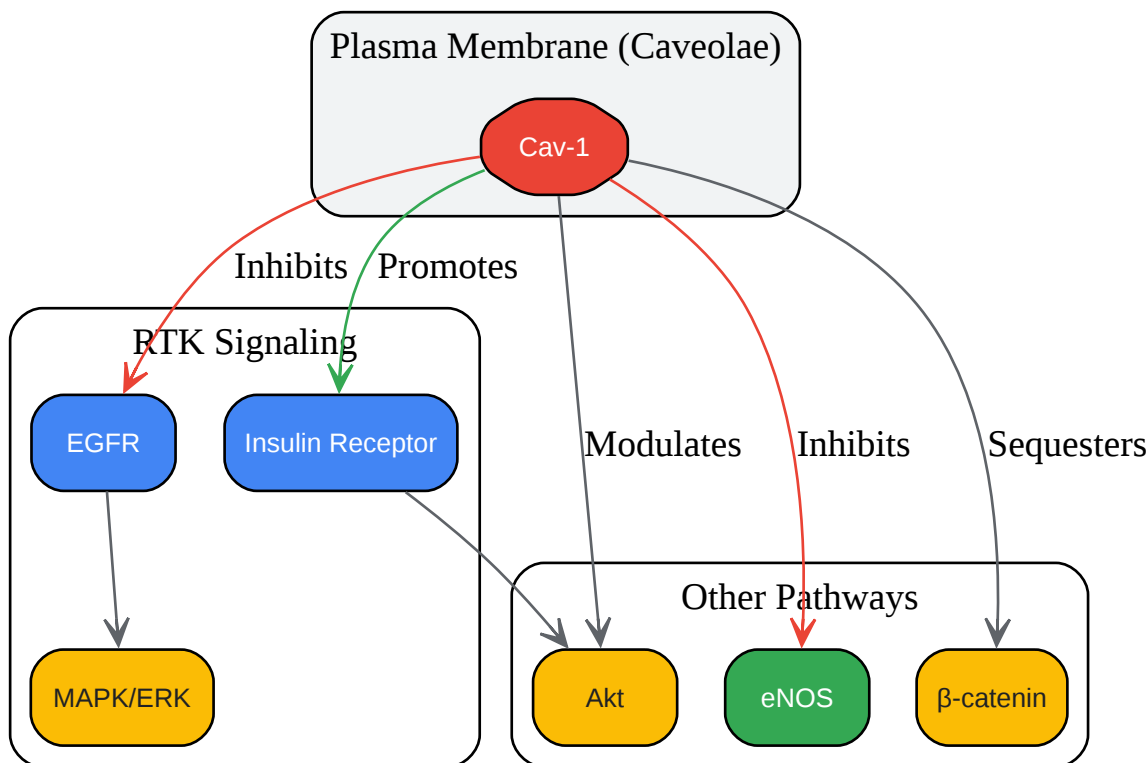 Plasma Membrane (Caveolae)
Cav-1
Inhibits
Promotes
RTK Signaling
EGFR
Insulin Receptor
Modulates
Inhibits
Sequesters
Other Pathways
MAPK/ERK
Akt
eNOS
β-catenin